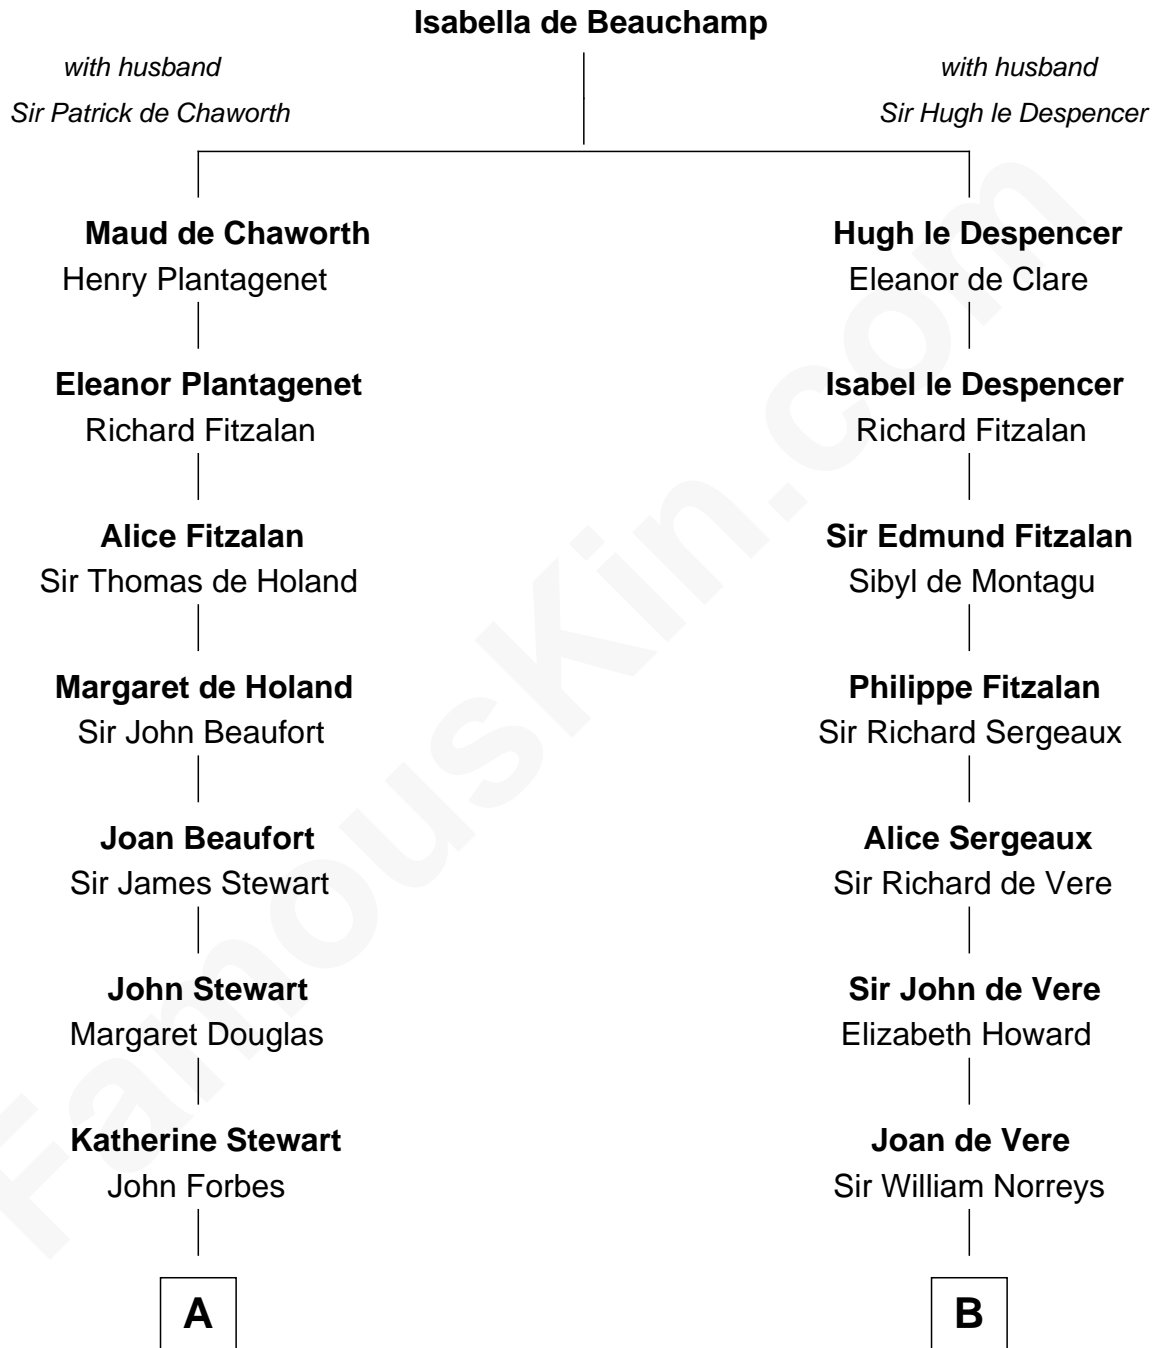 Isabella de Beauchamp
with husband
Sir Patrick de Chaworth
with husband
Sir Hugh le Despencer
Maud de Chaworth
Henry Plantagenet
Eleanor Plantagenet
Richard Fitzalan
Alice Fitzalan
Sir Thomas de Holand
Margaret de Holand
Sir John Beaufort
Joan Beaufort
Sir James Stewart
John Stewart
Margaret Douglas
Katherine Stewart
John Forbes
A
Hugh le Despencer
Eleanor de Clare
Isabel le Despencer
Richard Fitzalan
Sir Edmund Fitzalan
Sibyl de Montagu
Philippe Fitzalan
Sir Richard Sergeaux
Alice Sergeaux
Sir Richard de Vere
Sir John de Vere
Elizabeth Howard
Joan de Vere
Sir William Norreys
B
FamousKin.com